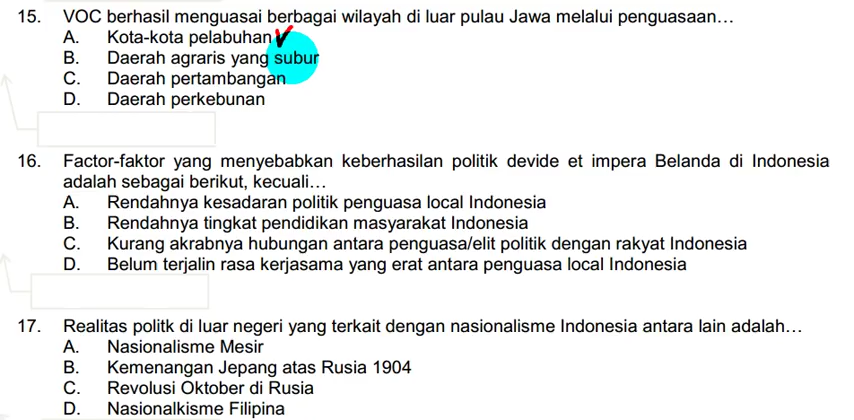 15. VOC berhasil menguasai berbagai wilayah di luar pulau Jawa melalui penguasaan…
A. Kota-kota pelabuhan
B. Daerah agraris yang subur
C. Daerah pertambangan
D. Daerah perkebunan
16. Factor-faktor yang menyebabkan keberhasilan politik devide et impera Belanda di Indonesia
adalah sebagai berikut, kecuali…
A. Rendahnya kesadaran politik penguasa local Indonesia
B. Rendahnya tingkat pendidikan masyarakat Indonesia
C. Kurang akrabnya hubungan antara penguasa/elit politik dengan rakyat Indonesia
D. Belum terjalin rasa kerjasama yang erat antara penguasa local Indonesia
17. Realitas politk di luar negeri yang terkait dengan nasionalisme Indonesia antara lain adalah…
A. Nasionalisme Mesir
B. Kemenangan Jepang atas Rusia 1904
C. Revolusi Oktober di Rusia
D. Nasionalkisme Filipina